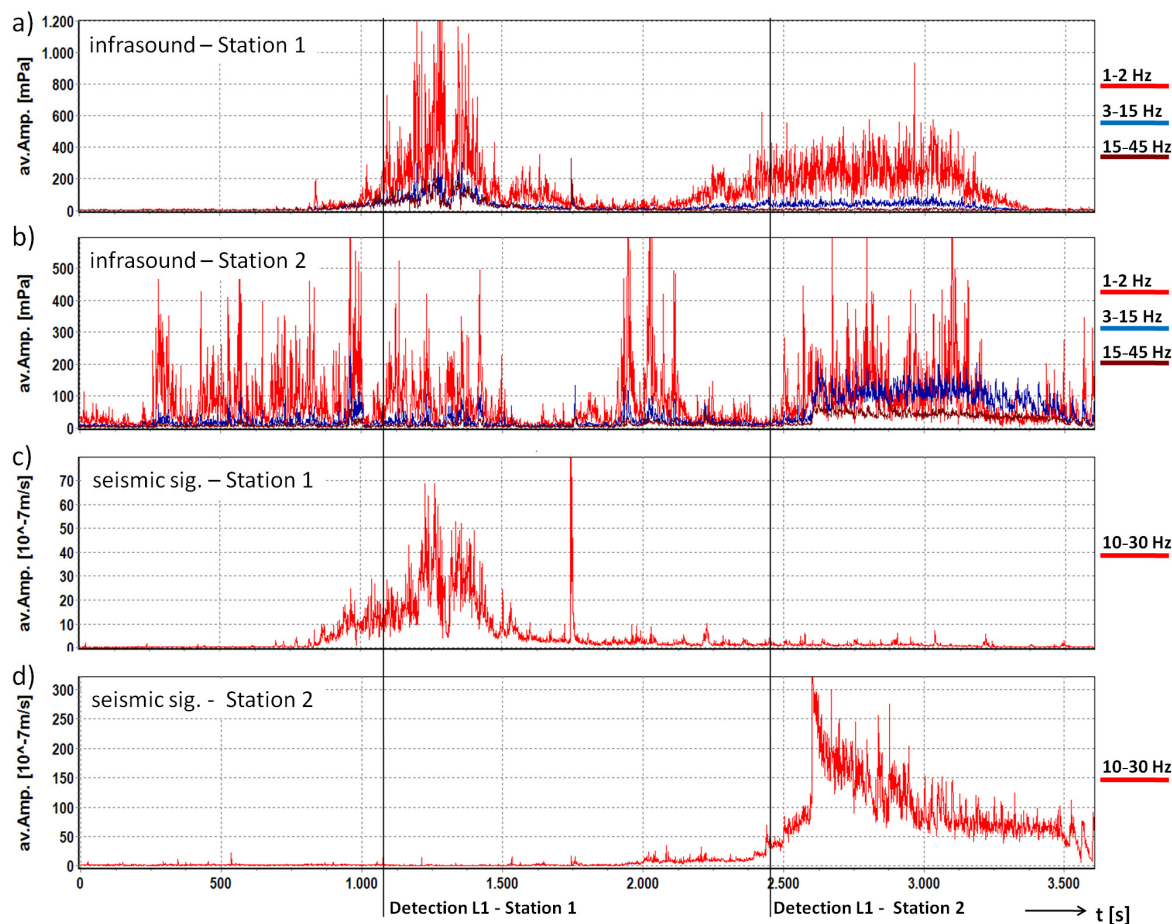 a)
infrasound – Station 1
av.Amp. [mPa]
1.200
1.000
800
600
400
200
0
1-2 Hz
3-15 Hz
15-45 Hz
b)
infrasound – Station 2
av.Amp. [mPa]
500
400
300
200
100
0
1-2 Hz
3-15 Hz
15-45 Hz
c)
seismic sig. – Station 1
av.Amp. [10^-7m/s]
70
60
50
40
30
20
10
0
10-30 Hz
d)
seismic sig. - Station 2
av.Amp. [10^-7m/s]
300
250
200
150
100
50
0
10-30 Hz
0 500 1.000 1.500 2.000 2.500 3.000 3.500
Detection L1 - Station 1 Detection L1 - Station 2 t [s]